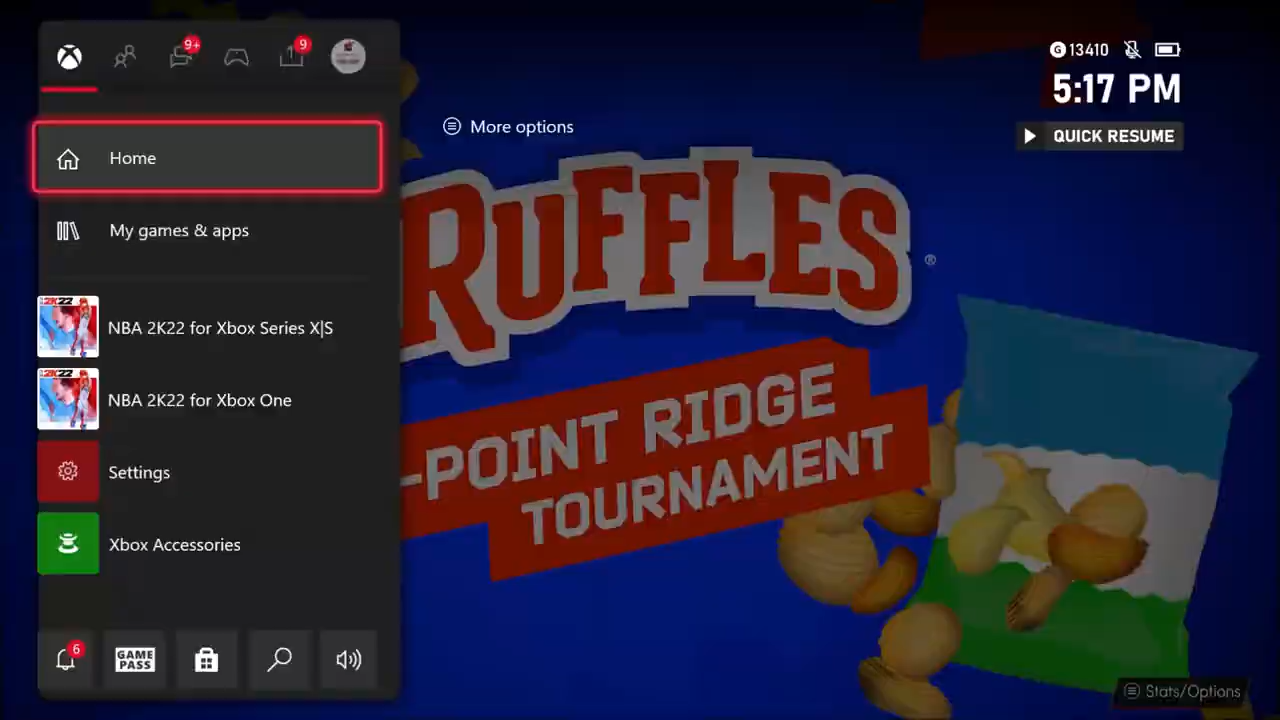 9+
9
G 13410
5:17 PM
QUICK RESUME
More options
Home
My games & apps
NBA 2K22 for Xbox Series X|S
NBA 2K22 for Xbox One
Settings
Xbox Accessories
6
GAME
PASS
RUFFLES®
-POINT RIDGE
TOURNAMENT
Stats/Options